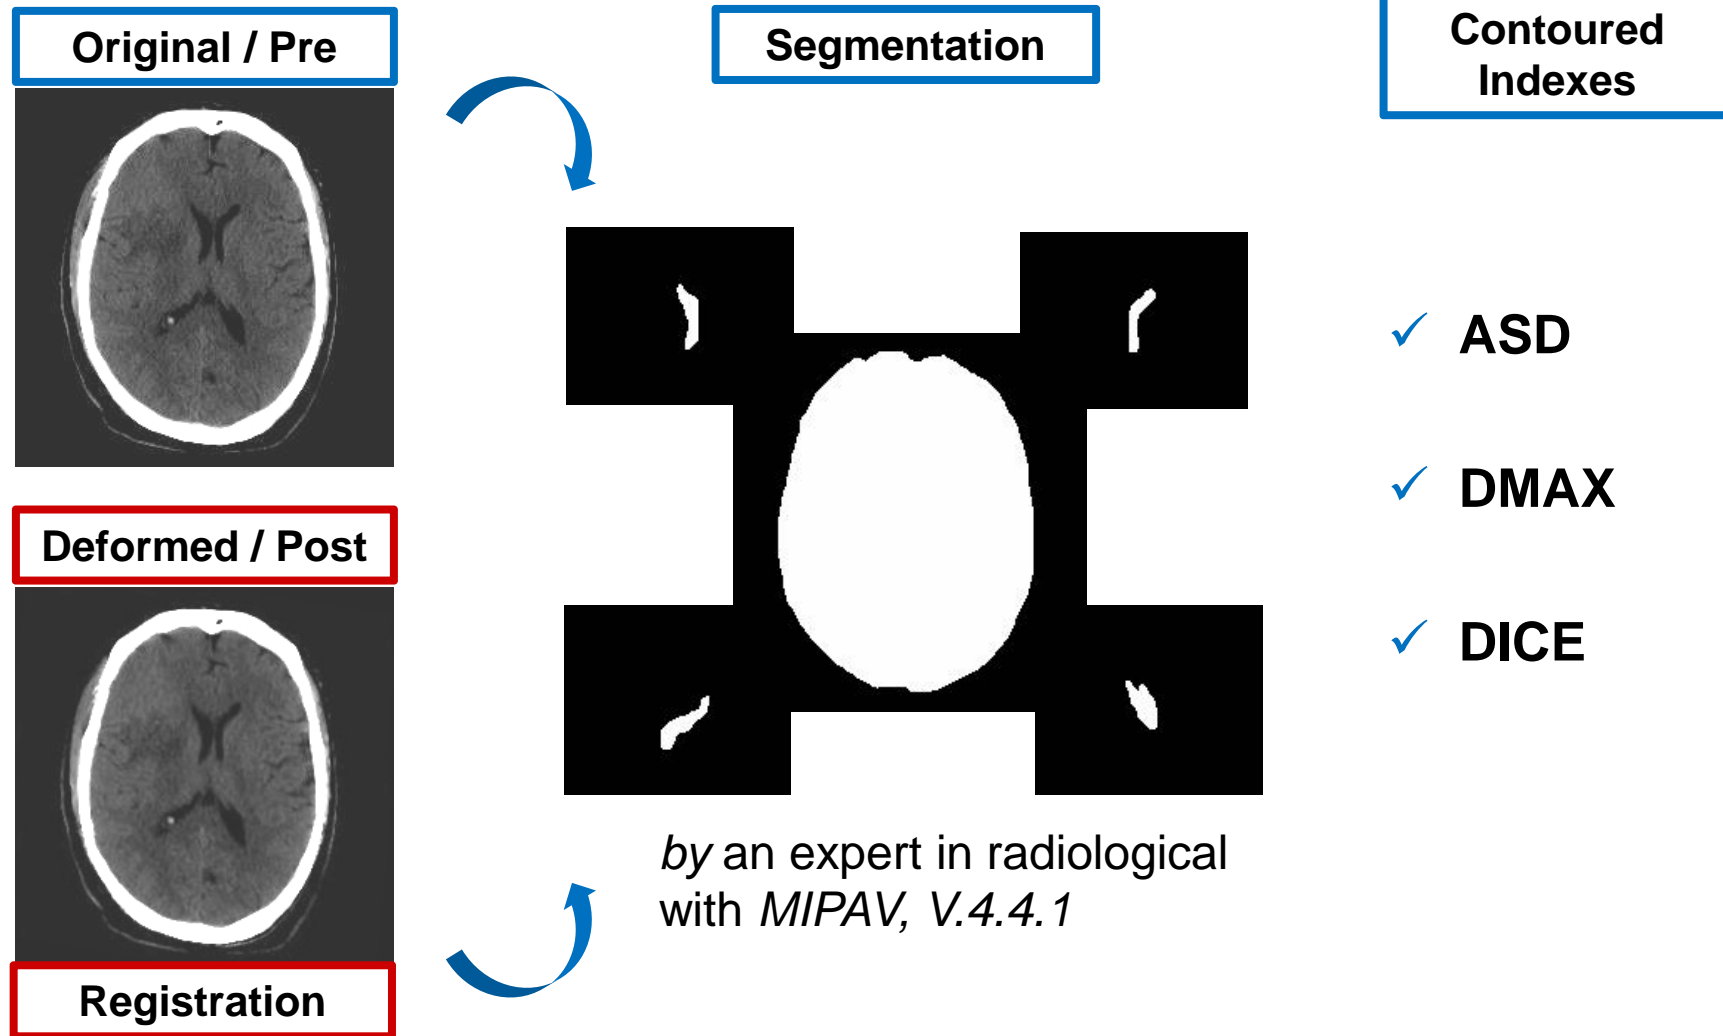 Original / Pre
Segmentation
Contoured
Indexes
ASD
DMAX
Deformed / Post
DICE
by an expert in radiological
with MIPAV, V.4.4.1
Registration